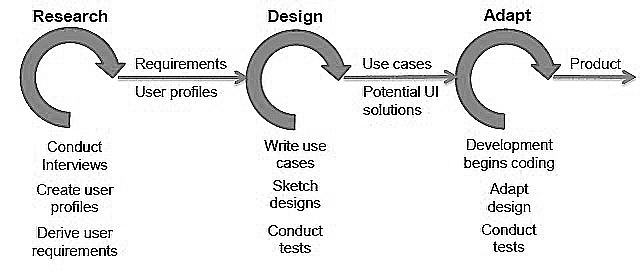 Research
Design
Adapt
Requirements
User profiles
Use cases
Potential UI
solutions
Product
Conduct
Interviews
Create user
profiles
Derive user
requirements
Write use
cases
Sketch
designs
Conduct
tests
Development
begins coding
Adapt
design
Conduct
tests